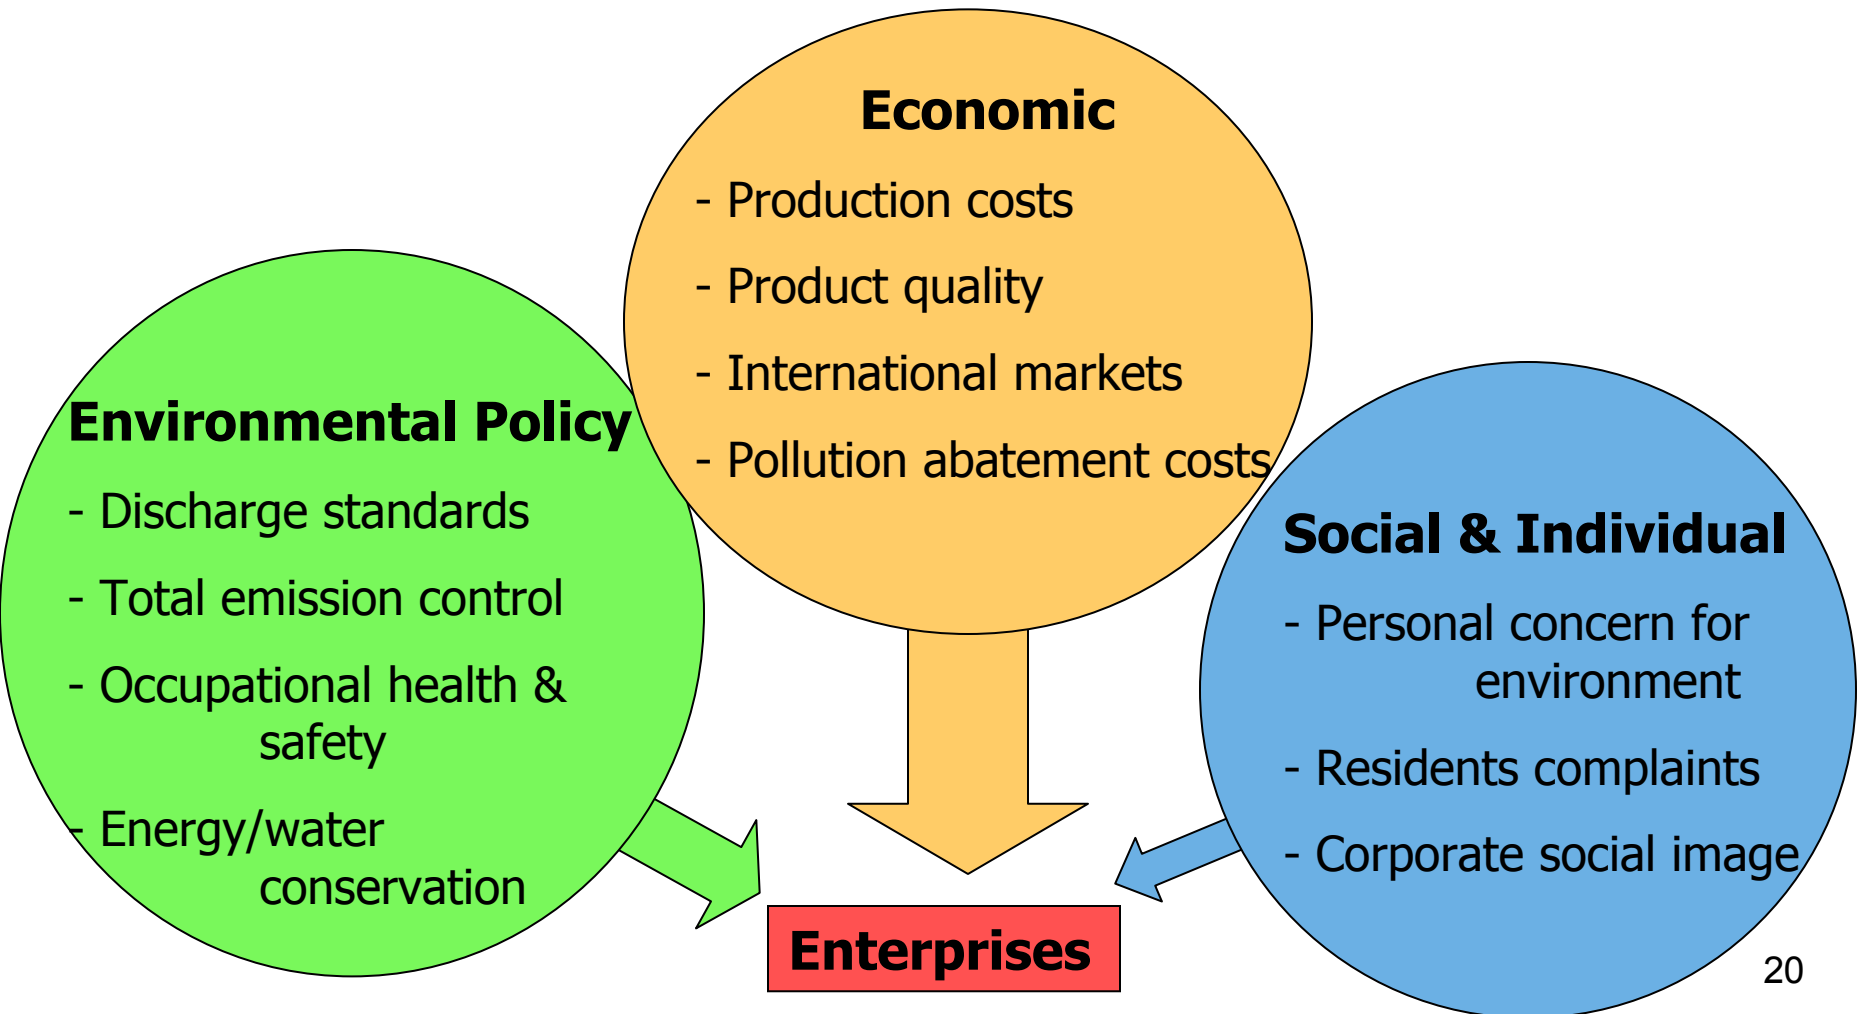 Economic
- Production costs
- Product quality
- International markets
- Pollution abatement costs
Environmental Policy
- Discharge standards
- Total emission control
- Occupational health &
safety
- Energy/water
conservation
Social & Individual
- Personal concern for
environment
- Residents complaints
- Corporate social image
Enterprises
20